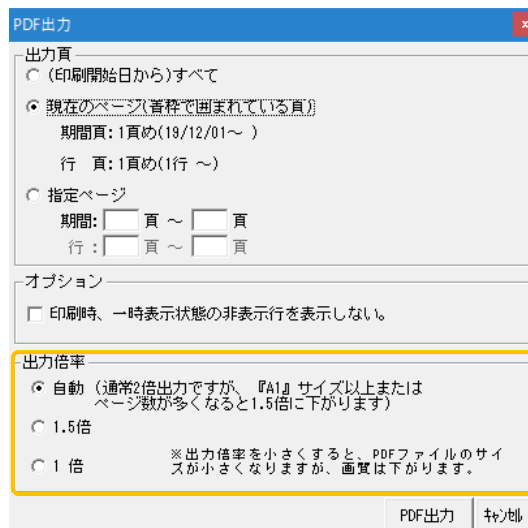 PDF出力
x
出力頁
(印刷開始日から)すべて
現在のページ(青枠で囲まれている頁)
期間頁:1頁め(19/12/01～ )
行　頁:1頁め(1行 ～)
指定ページ
期間: 頁 ～ 頁
行 : 頁 ～ 頁
オプション
印刷時、一時表示状態の非表示行を表示しない。
出力倍率
自動 (通常2倍出力ですが、『A1』サイズ以上または
ページ数が多くなると1.5倍に下がります)
1.5倍
1 倍
※出力倍率を小さくすると、PDFファイルのサイ
ズが小さくなりますが、画質は下がります。
PDF出力
ｷｬﾝｾﾙ